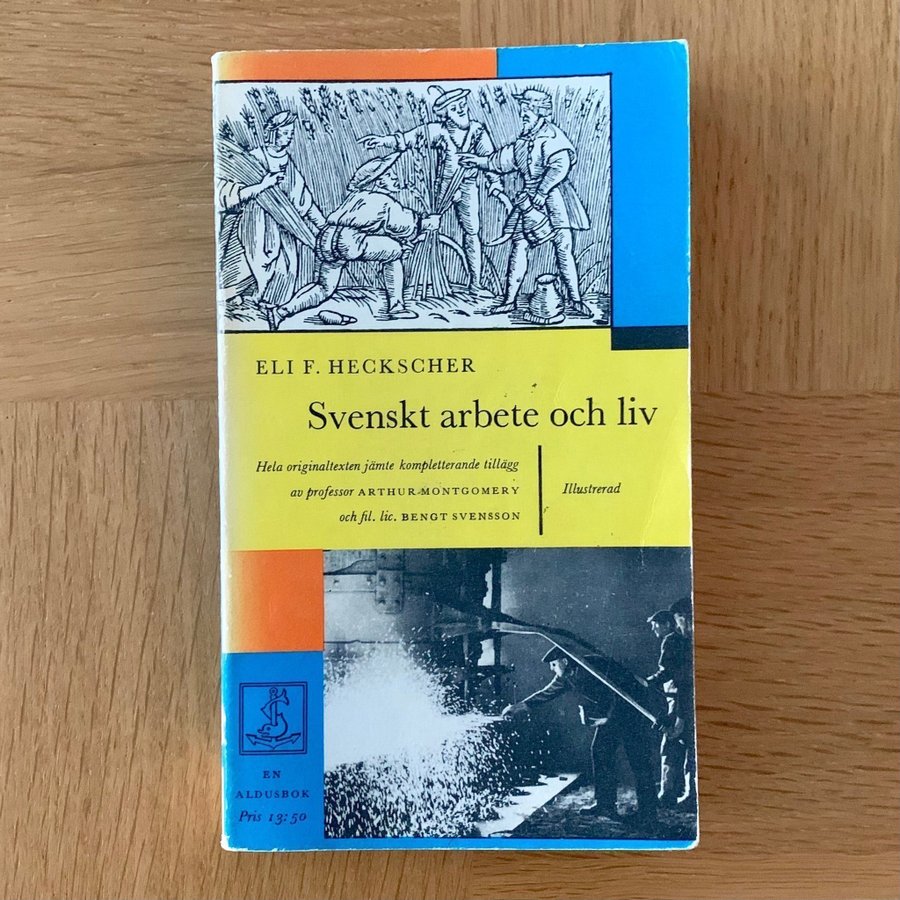 ELI F. HECKSCHER
Svenskt arbete och liv
Hela originaltexten jämte kompletterande tillägg
av professor ARTHUR MONTGOMERY
och fil. lic. BENGT SVENSSON
Illustrerad
EN
ALDUSBOK
Pris 13:50